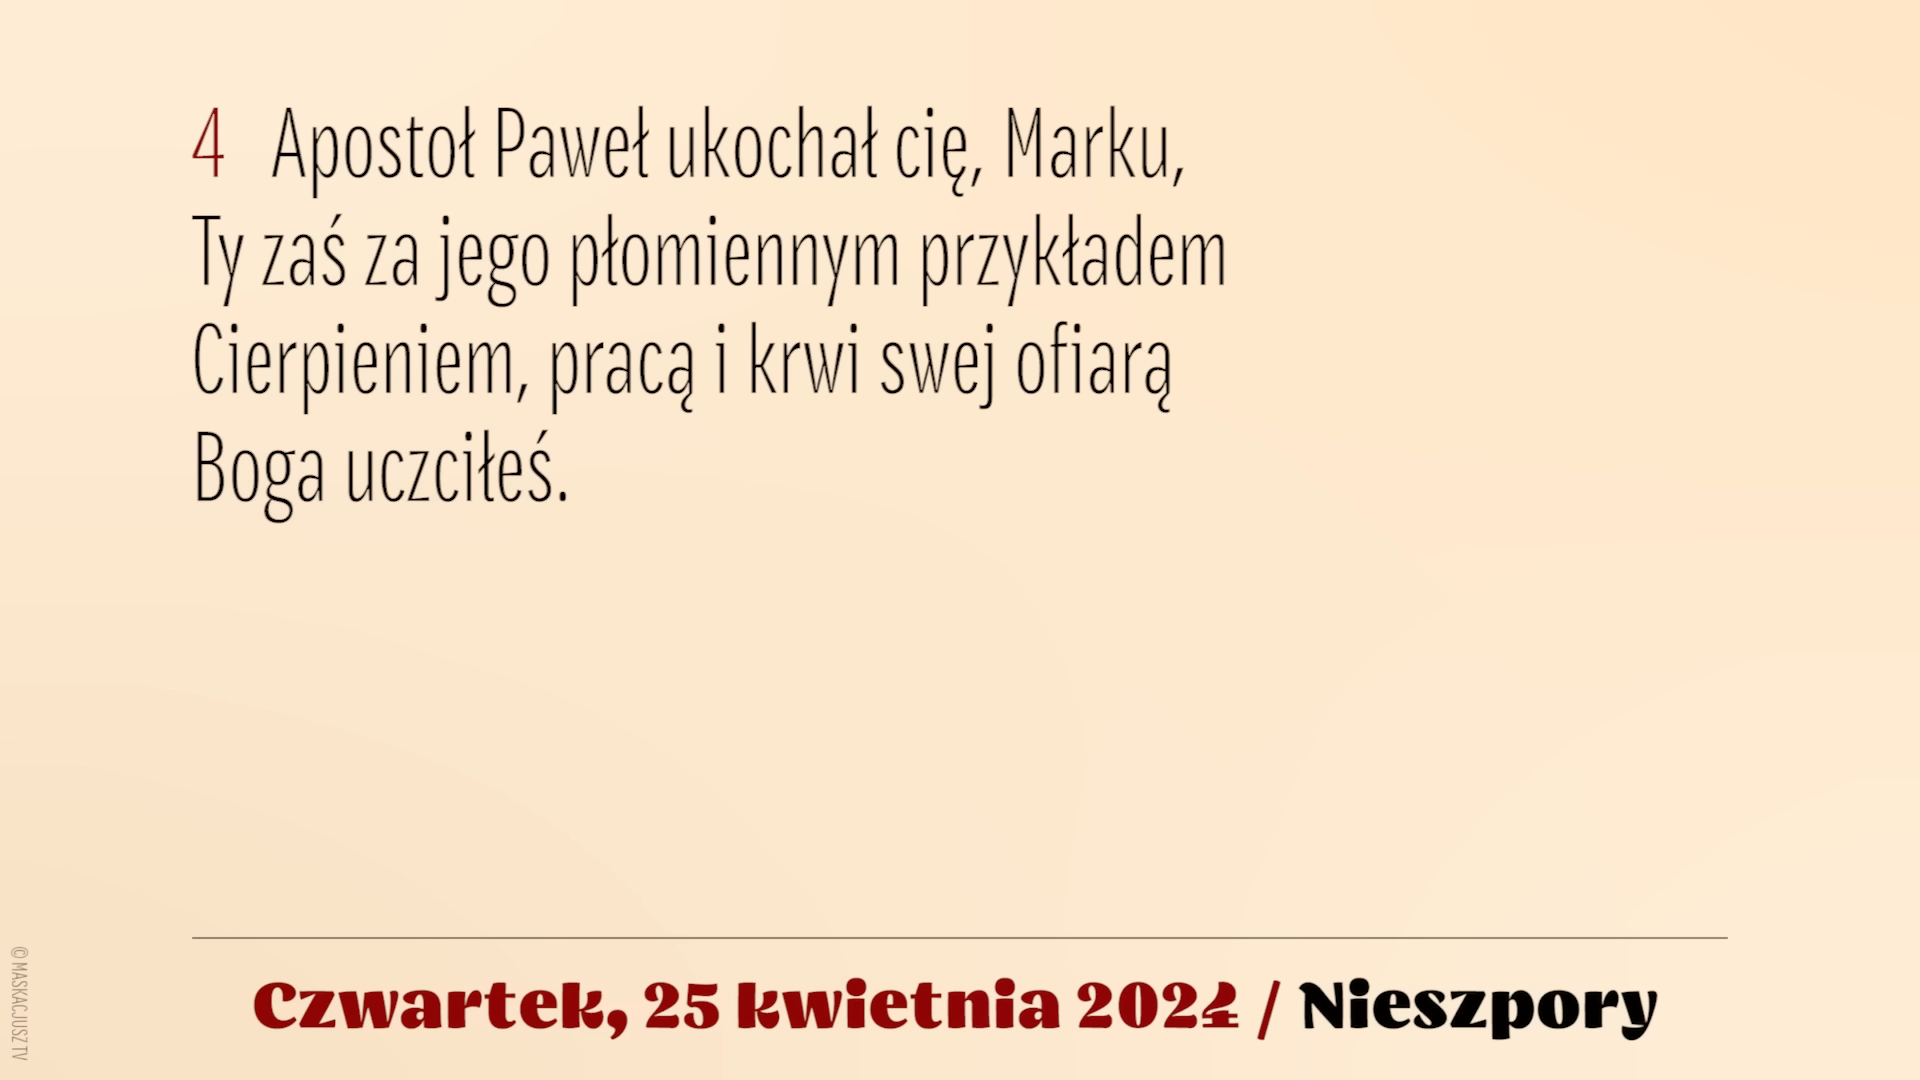 4 Apostoł Paweł ukochał cię, Marku,
Ty zaś za jego płomiennym przykładem
Cierpieniem, pracą i krwi swej ofiarą
Boga uczciłeś.
Czwartek, 25 kwietnia 2024 / Nieszpory
© MASKACJUSZ TV